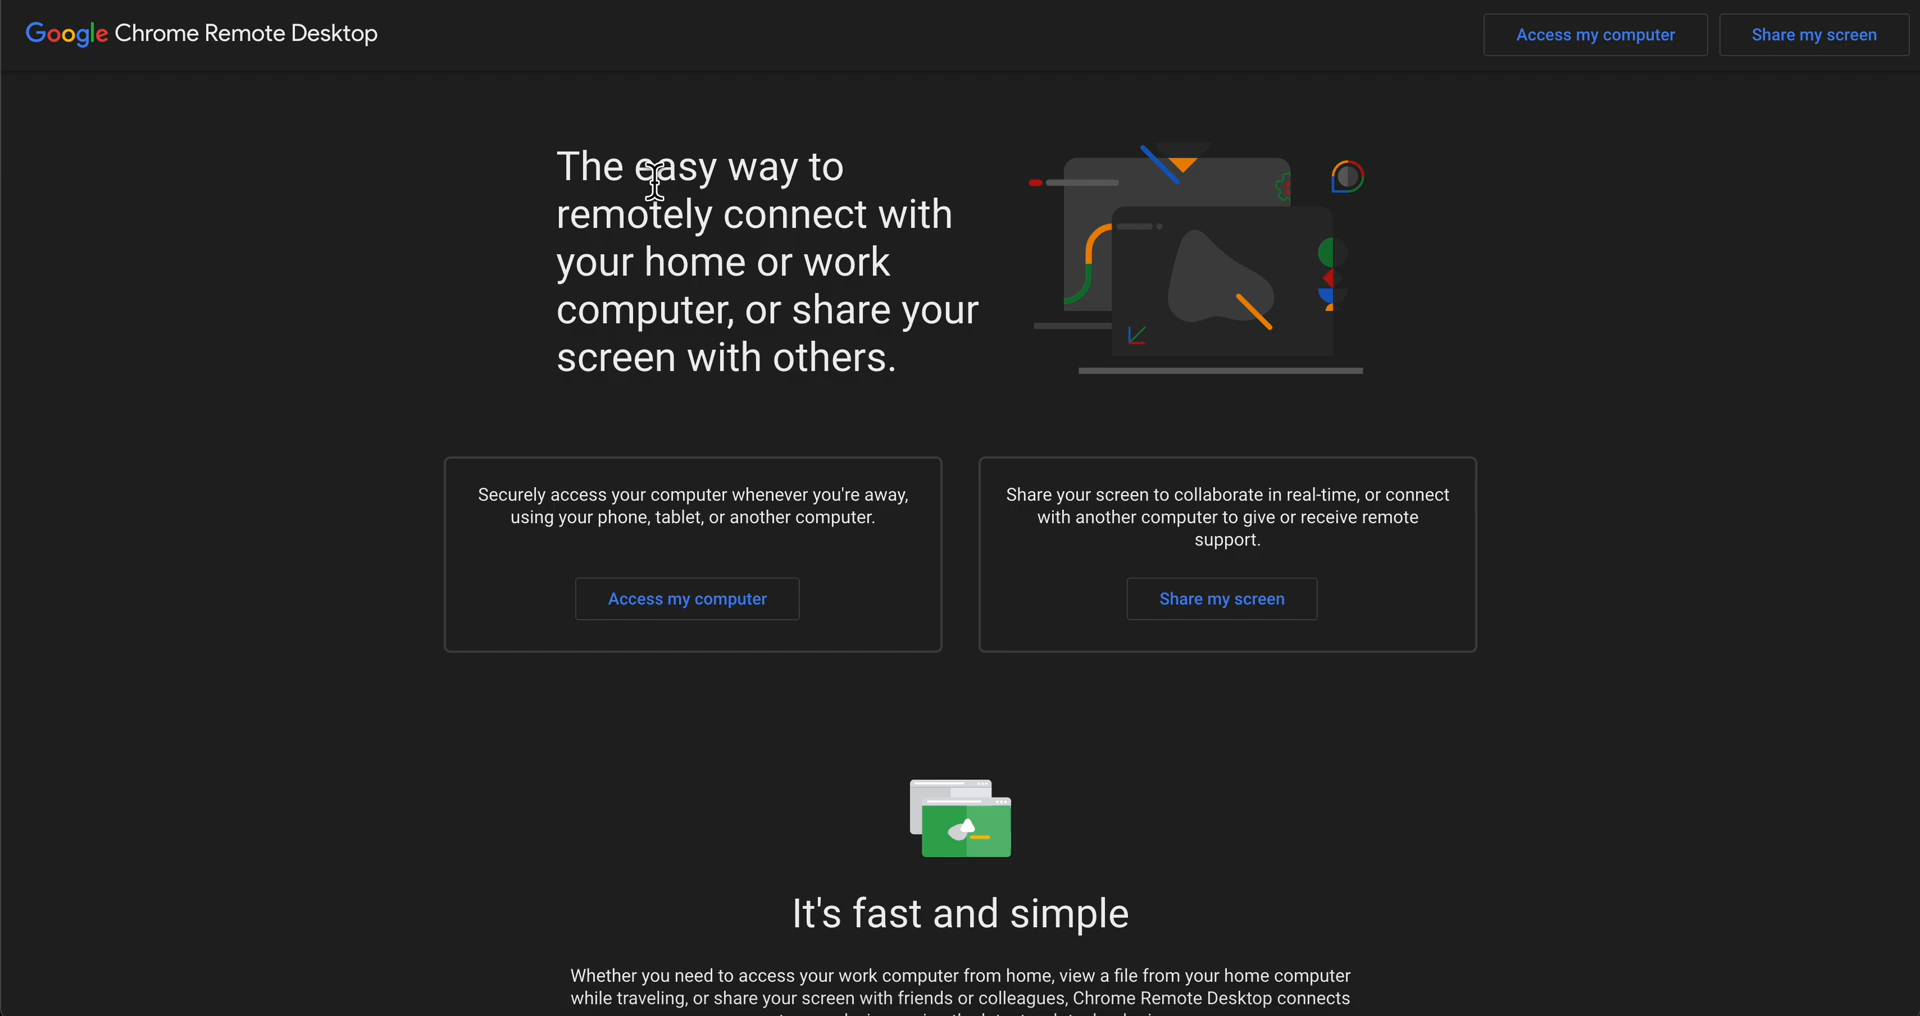 Google Chrome Remote Desktop
Access my computer
Share my screen
The easy way to
remotely connect with
your home or work
computer, or share your
screen with others.
Securely access your computer whenever you're away,
using your phone, tablet, or another computer.
Access my computer
Share your screen to collaborate in real-time, or connect
with another computer to give or receive remote
support.
Share my screen
It's fast and simple
Whether you need to access your work computer from home, view a file from your home computer
while traveling, or share your screen with friends or colleagues, Chrome Remote Desktop connects